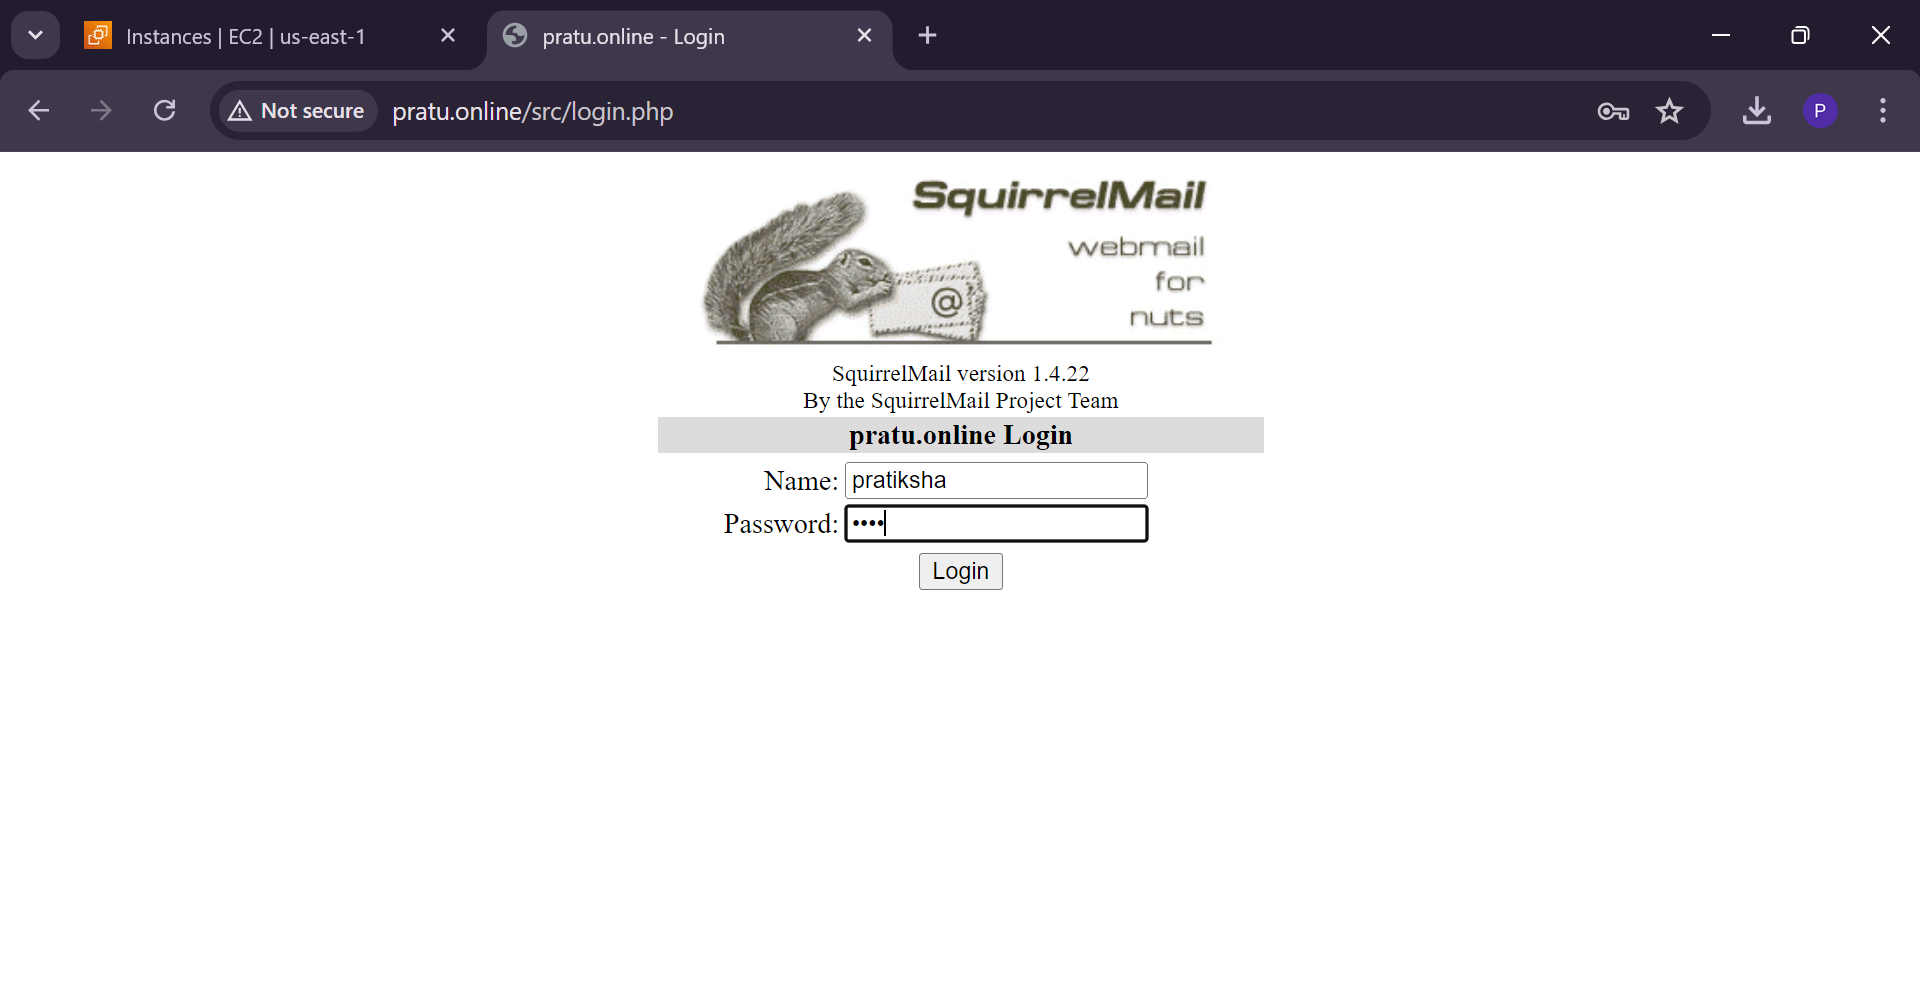 Instances | EC2 | us-east-1
pratu.online - Login
Not secure
pratu.online/src/login.php
P
SquirrelMail
webmail
for
nuts
@
SquirrelMail version 1.4.22
By the SquirrelMail Project Team
pratu.online Login
Name: pratiksha
Password: ••••
Login